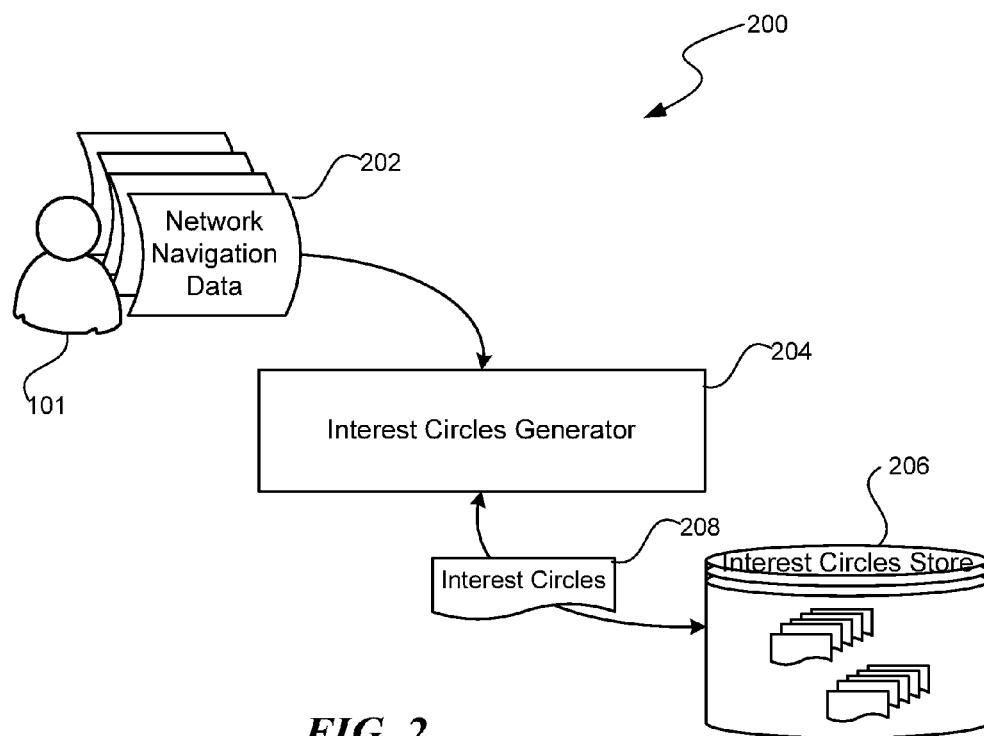 200
202
Network
Navigation
Data
101
204
Interest Circles Generator
206
208
Interest Circles
Interest Circles Store
FIG. 2